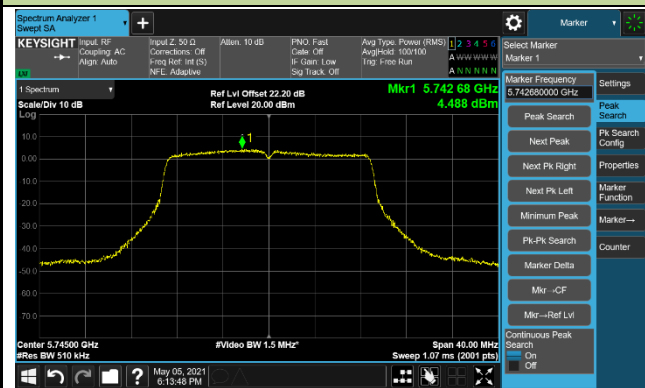 Spectrum Analyzer 1
Swept SA
+
Marker
KEYSIGHT
Input: RF
Coupling: AC
Align: Auto
Input Z: 50 Ω
Corrections: Off
Freq Ref: Int (S)
NFE: Adaptive
Atten: 10 dB
PNO: Fast
Gate: Off
IF Gain: Low
Sig Track: Off
Avg Type: Power (RMS)
Avg|Hold: 100/100
Trig: Free Run
1 2 3 4 5 6
A W W W W W
A N N N N N
LXI
Select Marker
Marker 1
1 Spectrum
Scale/Div 10 dB
Log
Ref Lvl Offset 22.20 dB
Ref Level 20.00 dBm
Mkr1 5.742 68 GHz
4.488 dBm
10.0
0.00
-10.0
-20.0
-30.0
-40.0
-50.0
-60.0
-70.0
1
Center 5.74500 GHz
#Res BW 510 kHz
#Video BW 1.5 MHz*
Span 40.00 MHz
Sweep 1.07 ms (2001 pts)
Marker Frequency
5.742680000 GHz
Peak Search
Next Peak
Next Pk Right
Next Pk Left
Minimum Peak
Pk-Pk Search
Marker Delta
Mkr→CF
Mkr→Ref Lvl
Continuous Peak
Search
On
Off
Settings
Peak
Search
Pk Search
Config
Properties
Marker
Function
Marker→
Counter
?
May 05, 2021
6:13:48 PM